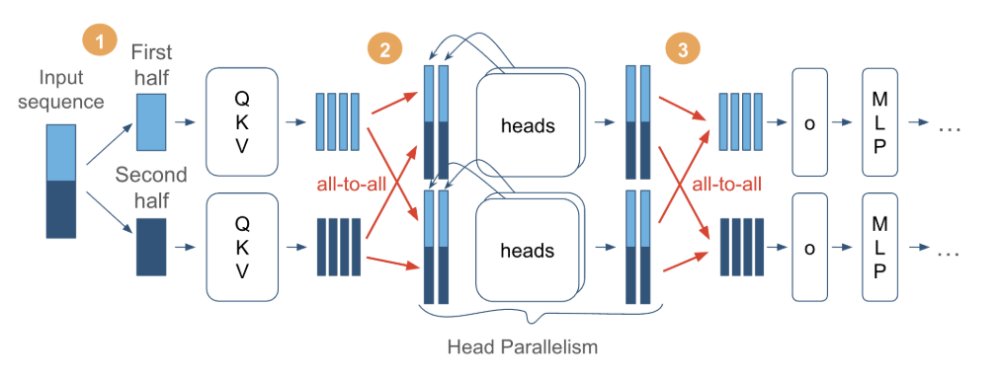 1
Input
sequence
First
half
Second
half
Q
K
V
Q
K
V
2
all-to-all
heads
heads
Head Parallelism
3
all-to-all
o
M
L
P
...
o
M
L
P
...